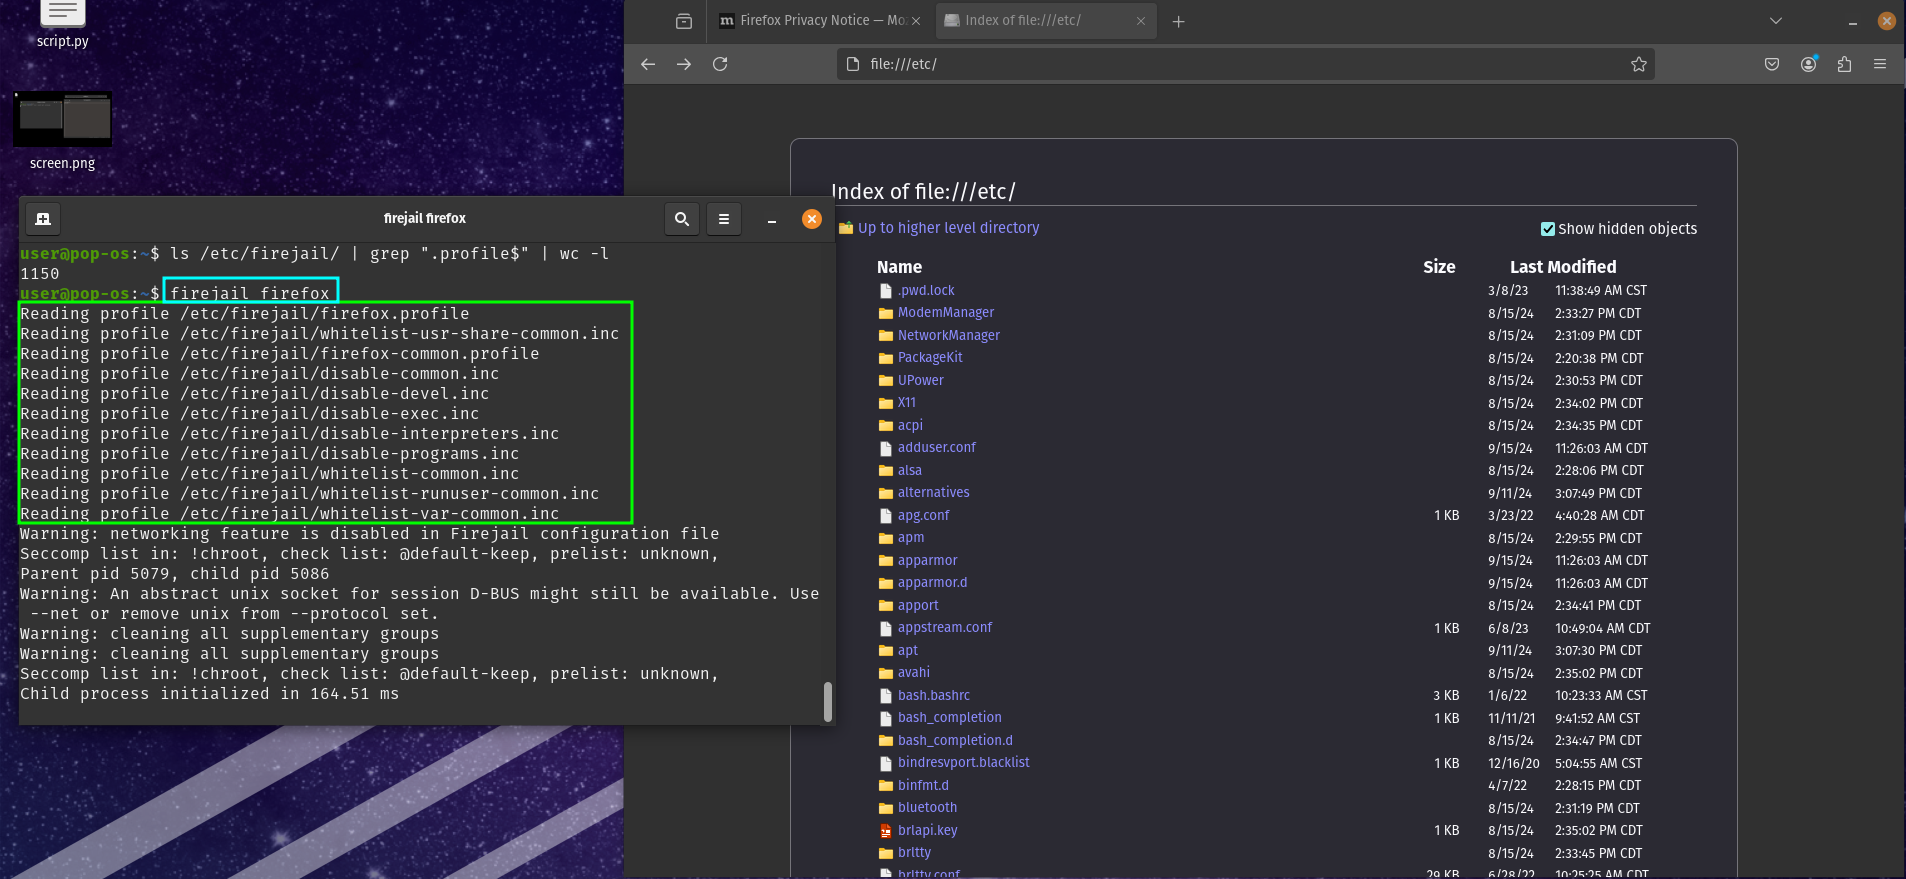 script.py
screen.png
Firefox Privacy Notice — Mo
Index of file:///etc/
file:///etc/
firejail firefox
user@pop-os:~$ ls /etc/firejail/ | grep ".profile$" | wc -l
1150
user@pop-os:~$ firejail firefox
Reading profile /etc/firejail/firefox.profile
Reading profile /etc/firejail/whitelist-usr-share-common.inc
Reading profile /etc/firejail/firefox-common.profile
Reading profile /etc/firejail/disable-common.inc
Reading profile /etc/firejail/disable-devel.inc
Reading profile /etc/firejail/disable-exec.inc
Reading profile /etc/firejail/disable-interpreters.inc
Reading profile /etc/firejail/disable-programs.inc
Reading profile /etc/firejail/whitelist-common.inc
Reading profile /etc/firejail/whitelist-runuser-common.inc
Reading profile /etc/firejail/whitelist-var-common.inc
Warning: networking feature is disabled in Firejail configuration file
Seccomp list in: !chroot, check list: @default-keep, prelist: unknown,
Parent pid 5079, child pid 5086
Warning: An abstract unix socket for session D-BUS might still be available. Use
--net or remove unix from --protocol set.
Warning: cleaning all supplementary groups
Warning: cleaning all supplementary groups
Seccomp list in: !chroot, check list: @default-keep, prelist: unknown,
Child process initialized in 164.51 ms
Index of file:///etc/
Up to higher level directory
Show hidden objects
Name Size Last Modified
.pwd.lock 3/8/23 11:38:49 AM CST
ModemManager 8/15/24 2:33:27 PM CDT
NetworkManager 8/15/24 2:31:09 PM CDT
PackageKit 8/15/24 2:20:38 PM CDT
UPower 8/15/24 2:30:53 PM CDT
X11 8/15/24 2:34:02 PM CDT
acpi 8/15/24 2:34:35 PM CDT
adduser.conf 9/15/24 11:26:03 AM CDT
alsa 8/15/24 2:28:06 PM CDT
alternatives 9/11/24 3:07:49 PM CDT
apg.conf 1 KB 3/23/22 4:40:28 AM CDT
apm 8/15/24 2:29:55 PM CDT
apparmor 9/15/24 11:26:03 AM CDT
apparmor.d 9/15/24 11:26:03 AM CDT
apport 8/15/24 2:34:41 PM CDT
appstream.conf 1 KB 6/8/23 10:49:04 AM CDT
apt 9/11/24 3:07:30 PM CDT
avahi 8/15/24 2:35:02 PM CDT
bash.bashrc 3 KB 1/6/22 10:23:33 AM CST
bash_completion 1 KB 11/11/21 9:41:52 AM CST
bash_completion.d 8/15/24 2:34:47 PM CDT
bindresvport.blacklist 1 KB 12/16/20 5:04:55 AM CST
binfmt.d 4/7/22 2:28:15 PM CDT
bluetooth 8/15/24 2:31:19 PM CDT
brlapi.key 1 KB 8/15/24 2:35:02 PM CDT
brltty 8/15/24 2:33:45 PM CDT
brltty.conf 29 KB 6/28/22 10:25:25 AM CDT